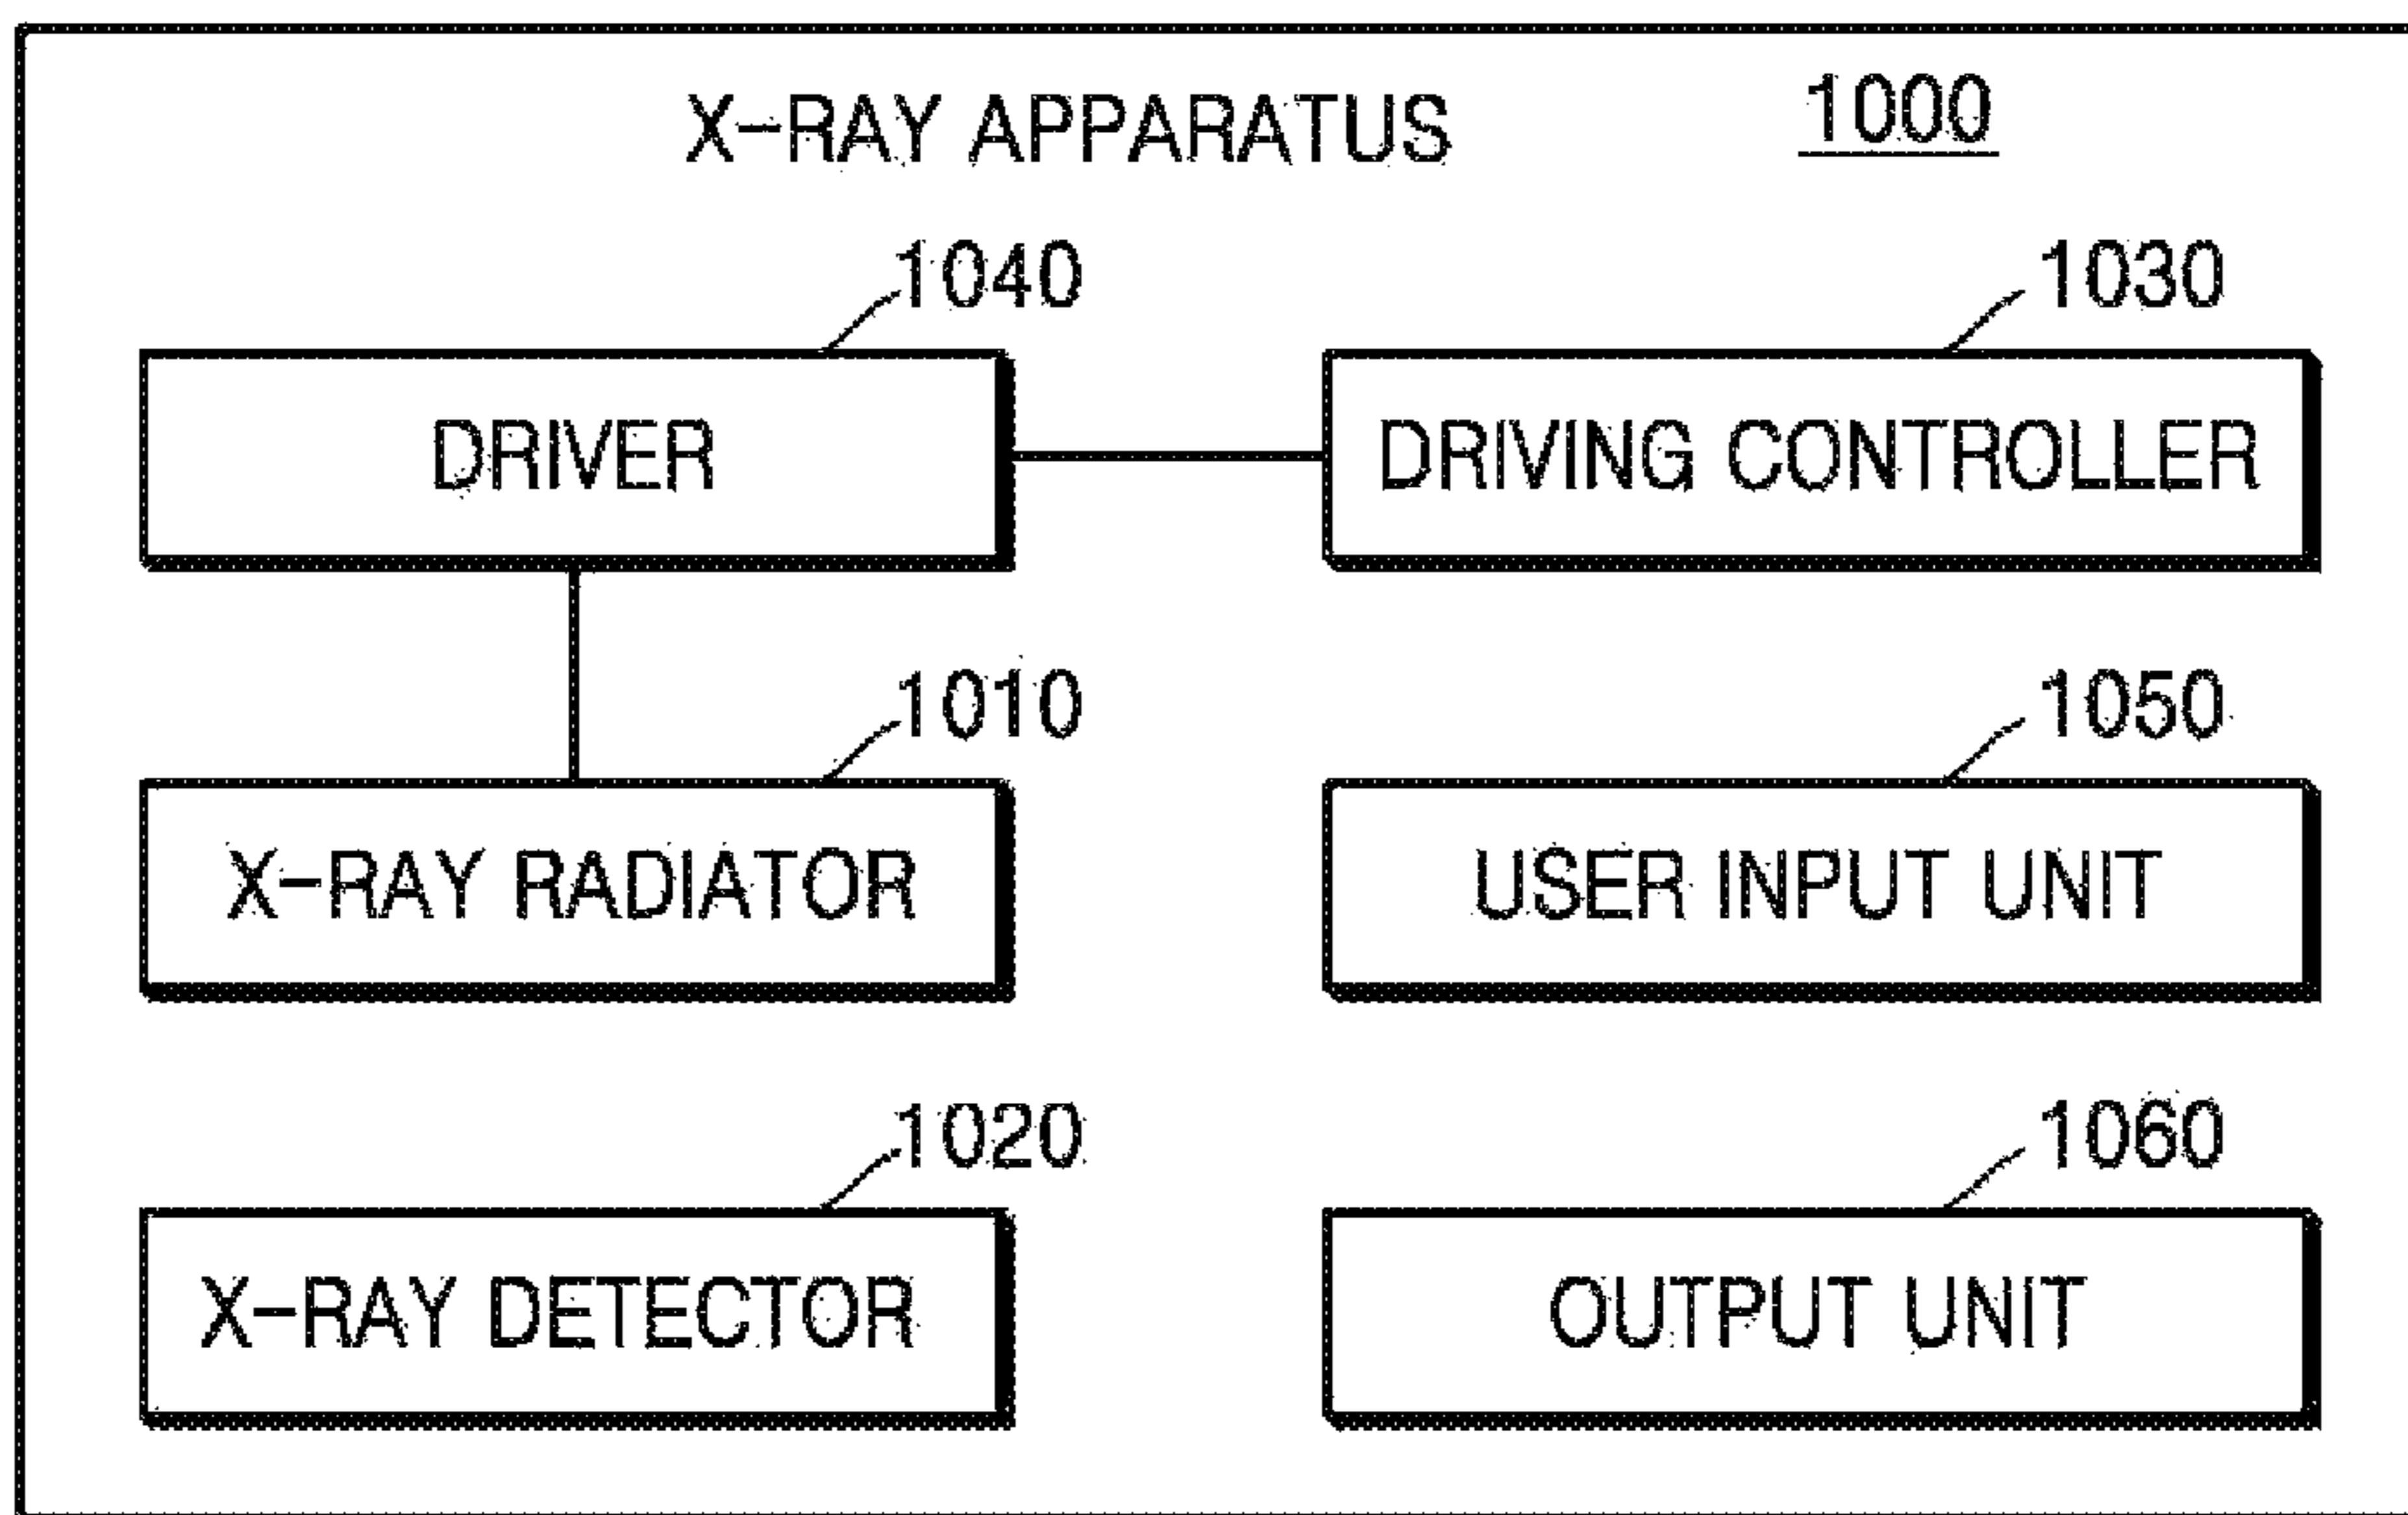 X-RAY APPARATUS 1000
1040 1030
DRIVER DRIVING CONTROLLER
1010 1050
X-RAY RADIATOR USER INPUT UNIT
1020 1060
X-RAY DETECTOR OUTPUT UNIT